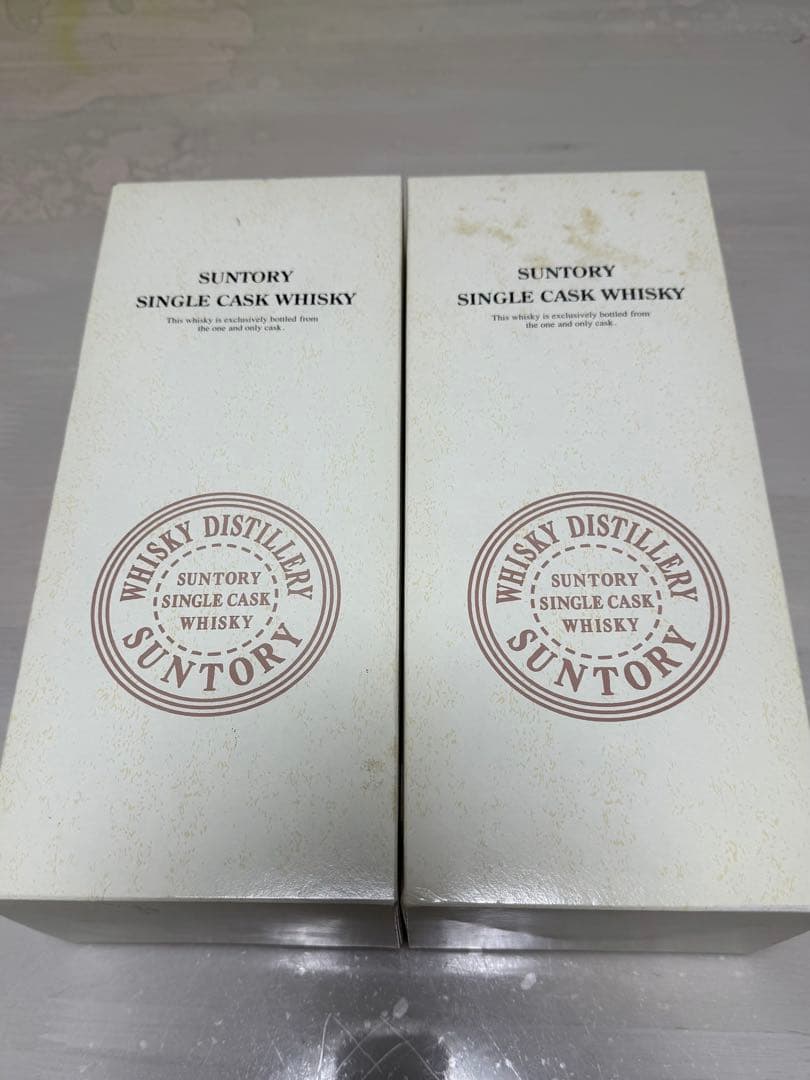 SUNTORY
SINGLE CASK WHISKY
This whisky is exclusively bottled from
the one and only cask.
WHISKY DISTILLERY
SUNTORY
SINGLE CASK
WHISKY
SUNTORY
SUNTORY
SINGLE CASK WHISKY
This whisky is exclusively bottled from
the one and only cask.
WHISKY DISTILLERY
SUNTORY
SINGLE CASK
WHISKY
SUNTORY